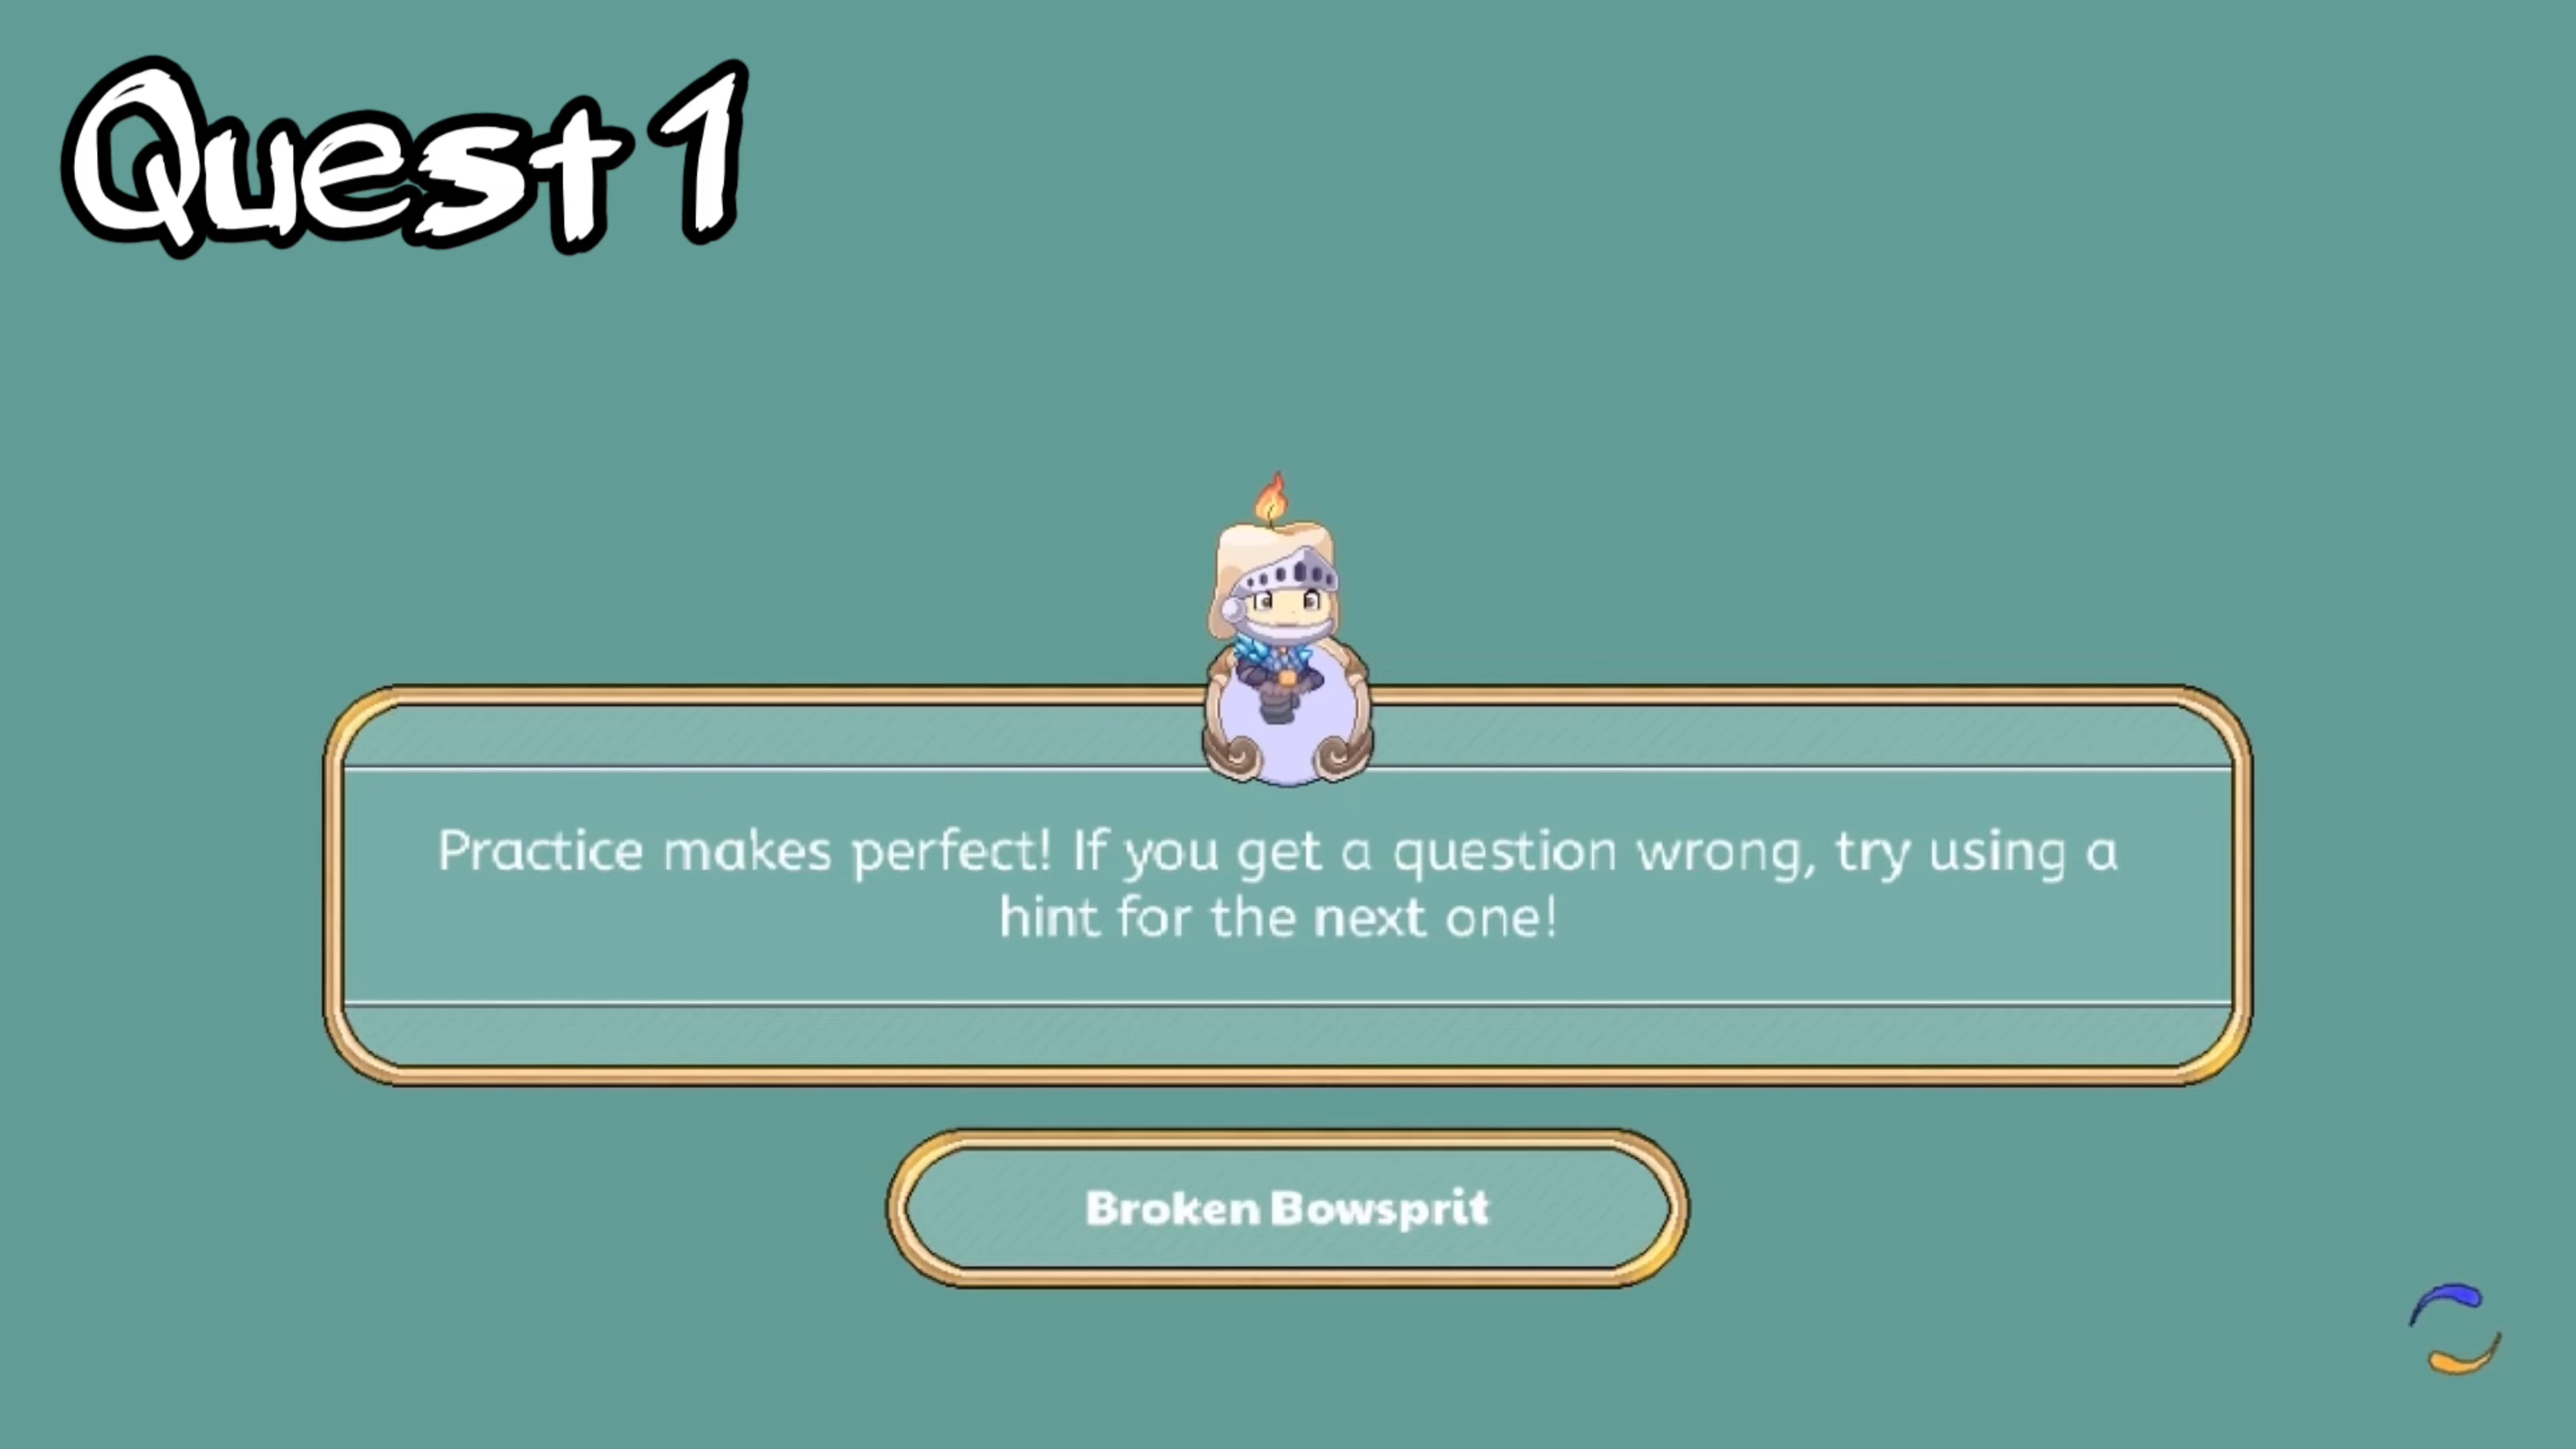 Quest 1
Practice makes perfect! If you get a question wrong, try using a
hint for the next one!
Broken Bowsprit